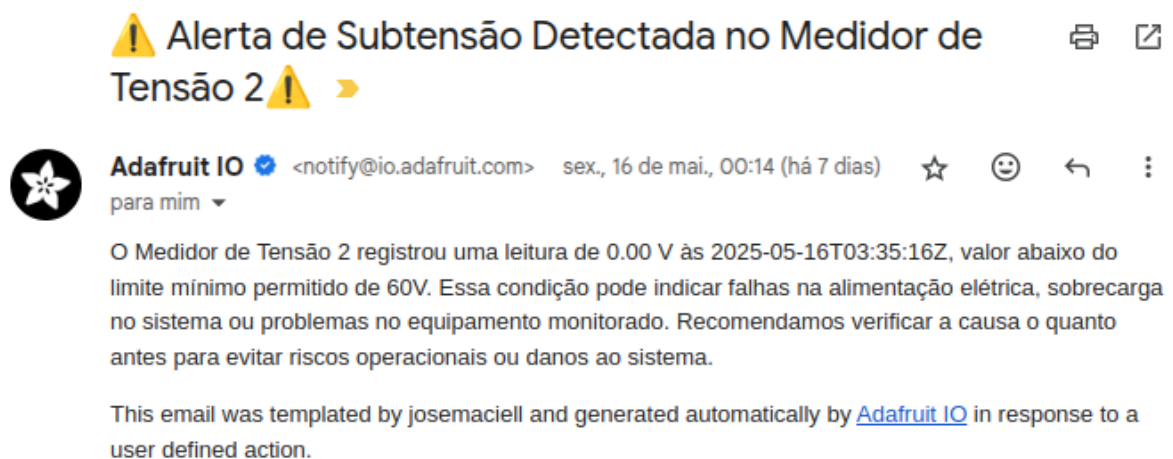 ⚠️ Alerta de Subtensão Detectada no Medidor de
Tensão 2⚠️
Adafruit IO <notify@io.adafruit.com> sex., 16 de mai., 00:14 (há 7 dias)
para mim
O Medidor de Tensão 2 registrou uma leitura de 0.00 V às 2025-05-16T03:35:16Z, valor abaixo do
limite mínimo permitido de 60V. Essa condição pode indicar falhas na alimentação elétrica, sobrecarga
no sistema ou problemas no equipamento monitorado. Recomendamos verificar a causa o quanto
antes para evitar riscos operacionais ou danos ao sistema.
This email was templated by josemaciell and generated automatically by Adafruit IO in response to a
user defined action.